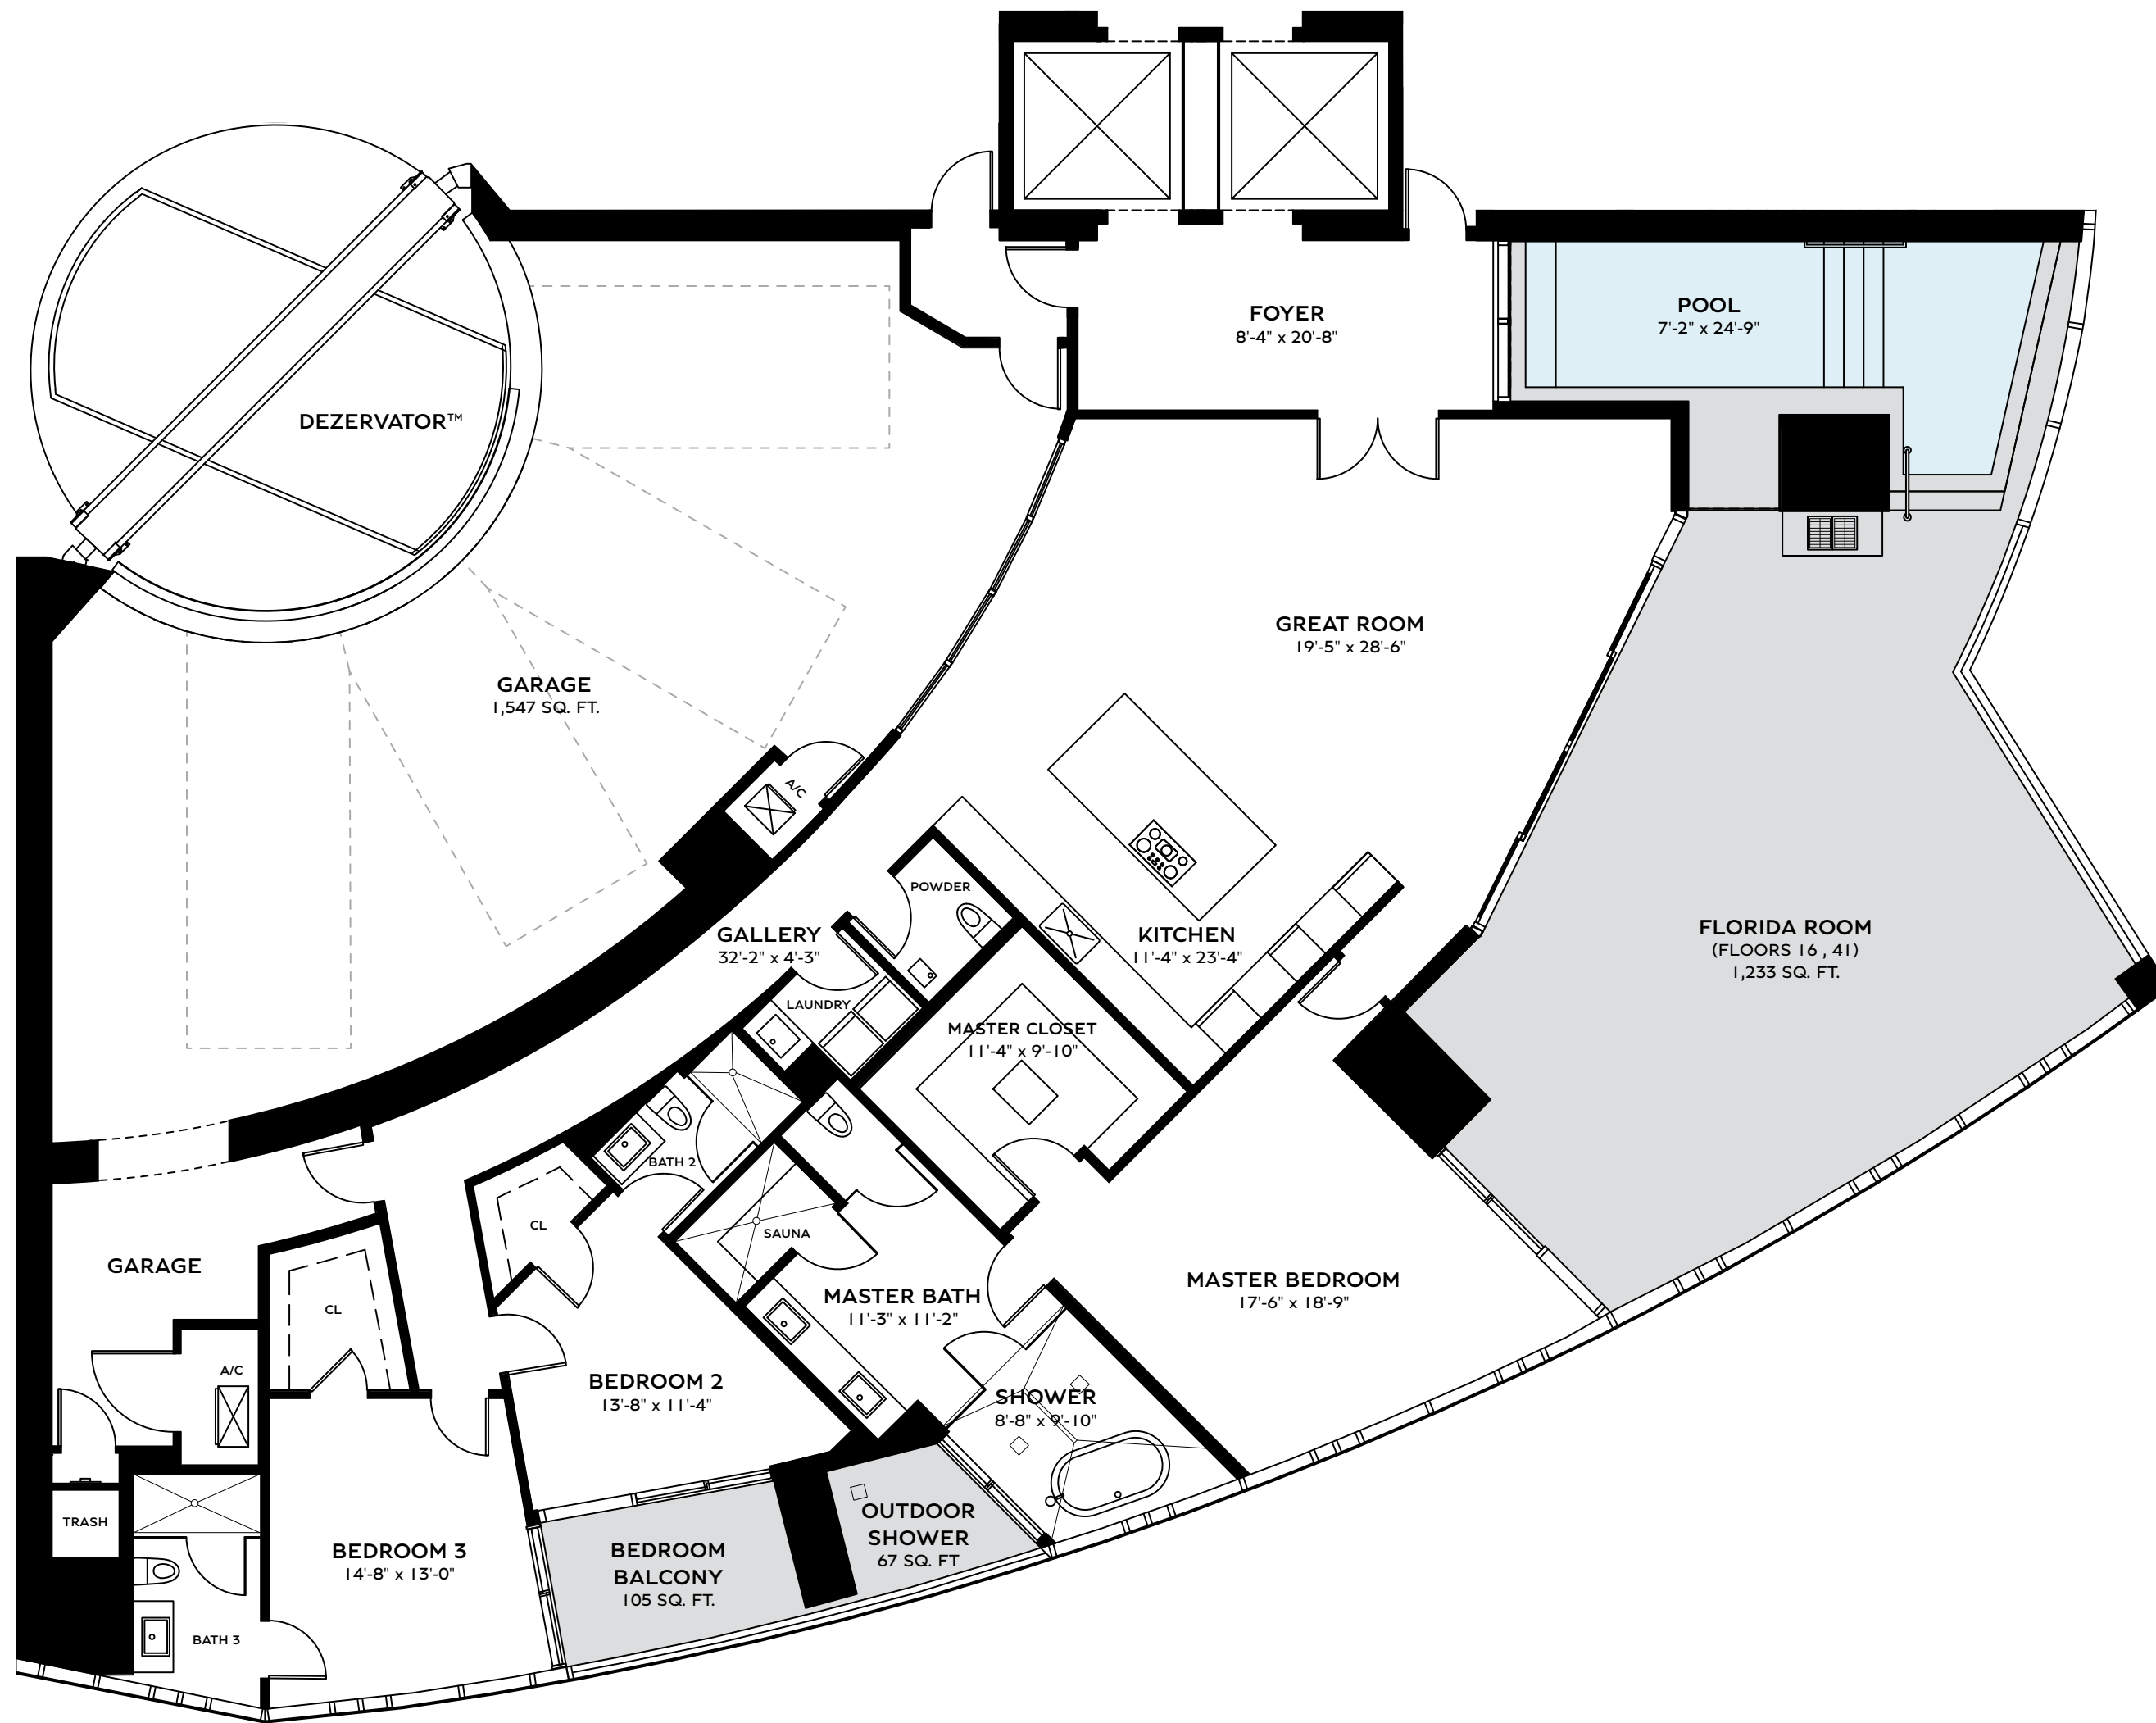 FOYER
8'-4" x 20'-8"
POOL
7'-2" x 24'-9"
DEZERVATOR™
GREAT ROOM
19'-5" x 28'-6"
GARAGE
1,547 SQ. FT.
A/C
POWDER
GALLERY
32'-2" x 4'-3"
KITCHEN
11'-4" x 23'-4"
FLORIDA ROOM
(FLOORS 16 , 41)
1,233 SQ. FT.
LAUNDRY
MASTER CLOSET
11'-4" x 9'-10"
BATH 2
CL
SAUNA
GARAGE
CL
MASTER BATH
11'-3" x 11'-2"
MASTER BEDROOM
17'-6" x 18'-9"
A/C
BEDROOM 2
13'-8" x 11'-4"
SHOWER
8'-8" x 9'-10"
TRASH
BEDROOM 3
14'-8" x 13'-0"
BEDROOM
BALCONY
105 SQ. FT.
OUTDOOR
SHOWER
67 SQ. FT
BATH 3